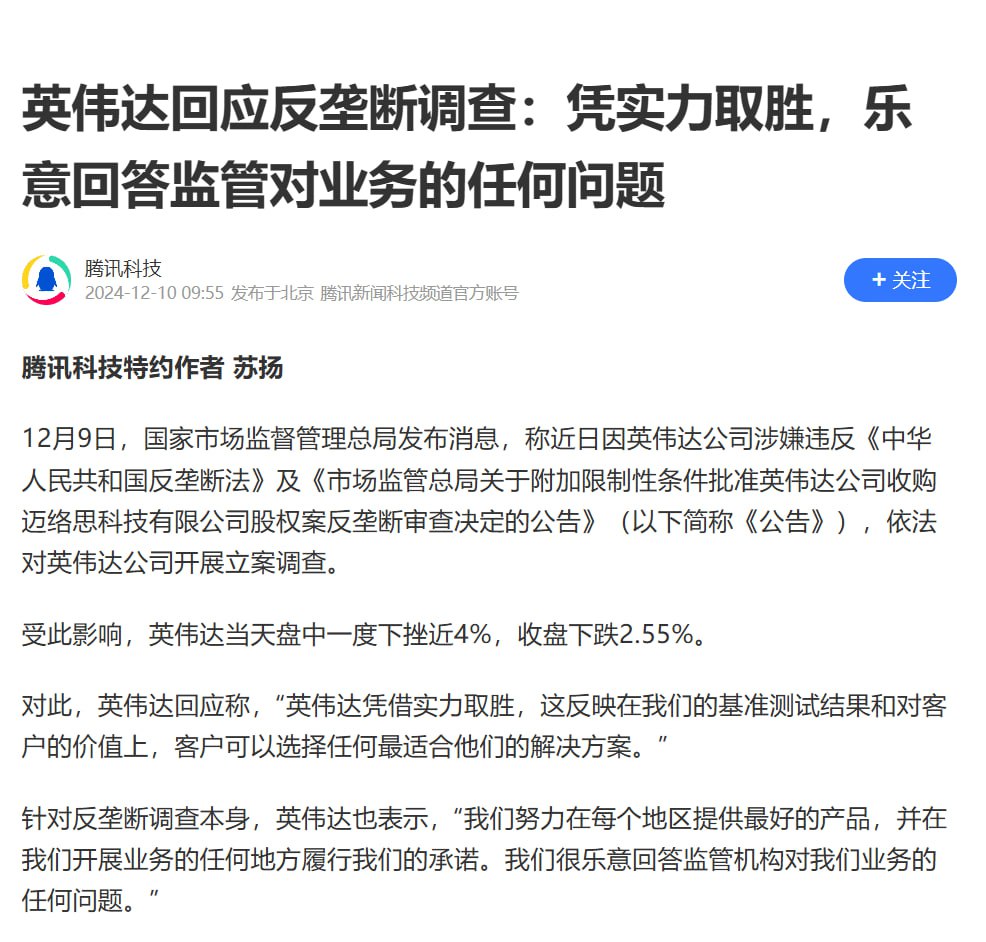 英伟达回应反垄断调查：凭实力取胜，乐
意回答监管对业务的任何问题
腾讯科技
2024-12-10 09:55 发布于北京 腾讯新闻科技频道官方账号
+ 关注
腾讯科技特约作者 苏扬
12月9日，国家市场监督管理总局发布消息，称近日因英伟达公司涉嫌违反《中华
人民共和国反垄断法》及《市场监管总局关于附加限制性条件批准英伟达公司收购
迈络思科技有限公司股权案反垄断审查决定的公告》（以下简称《公告》），依法
对英伟达公司开展立案调查。
受此影响，英伟达当天盘中一度下挫近4%，收盘下跌2.55%。
对此，英伟达回应称，“英伟达凭借实力取胜，这反映在我们的基准测试结果和对客
户的价值上，客户可以选择任何最适合他们的解决方案。”
针对反垄断调查本身，英伟达也表示，“我们努力在每个地区提供最好的产品，并在
我们开展业务的任何地方履行我们的承诺。我们很乐意回答监管机构对我们业务的
任何问题。”